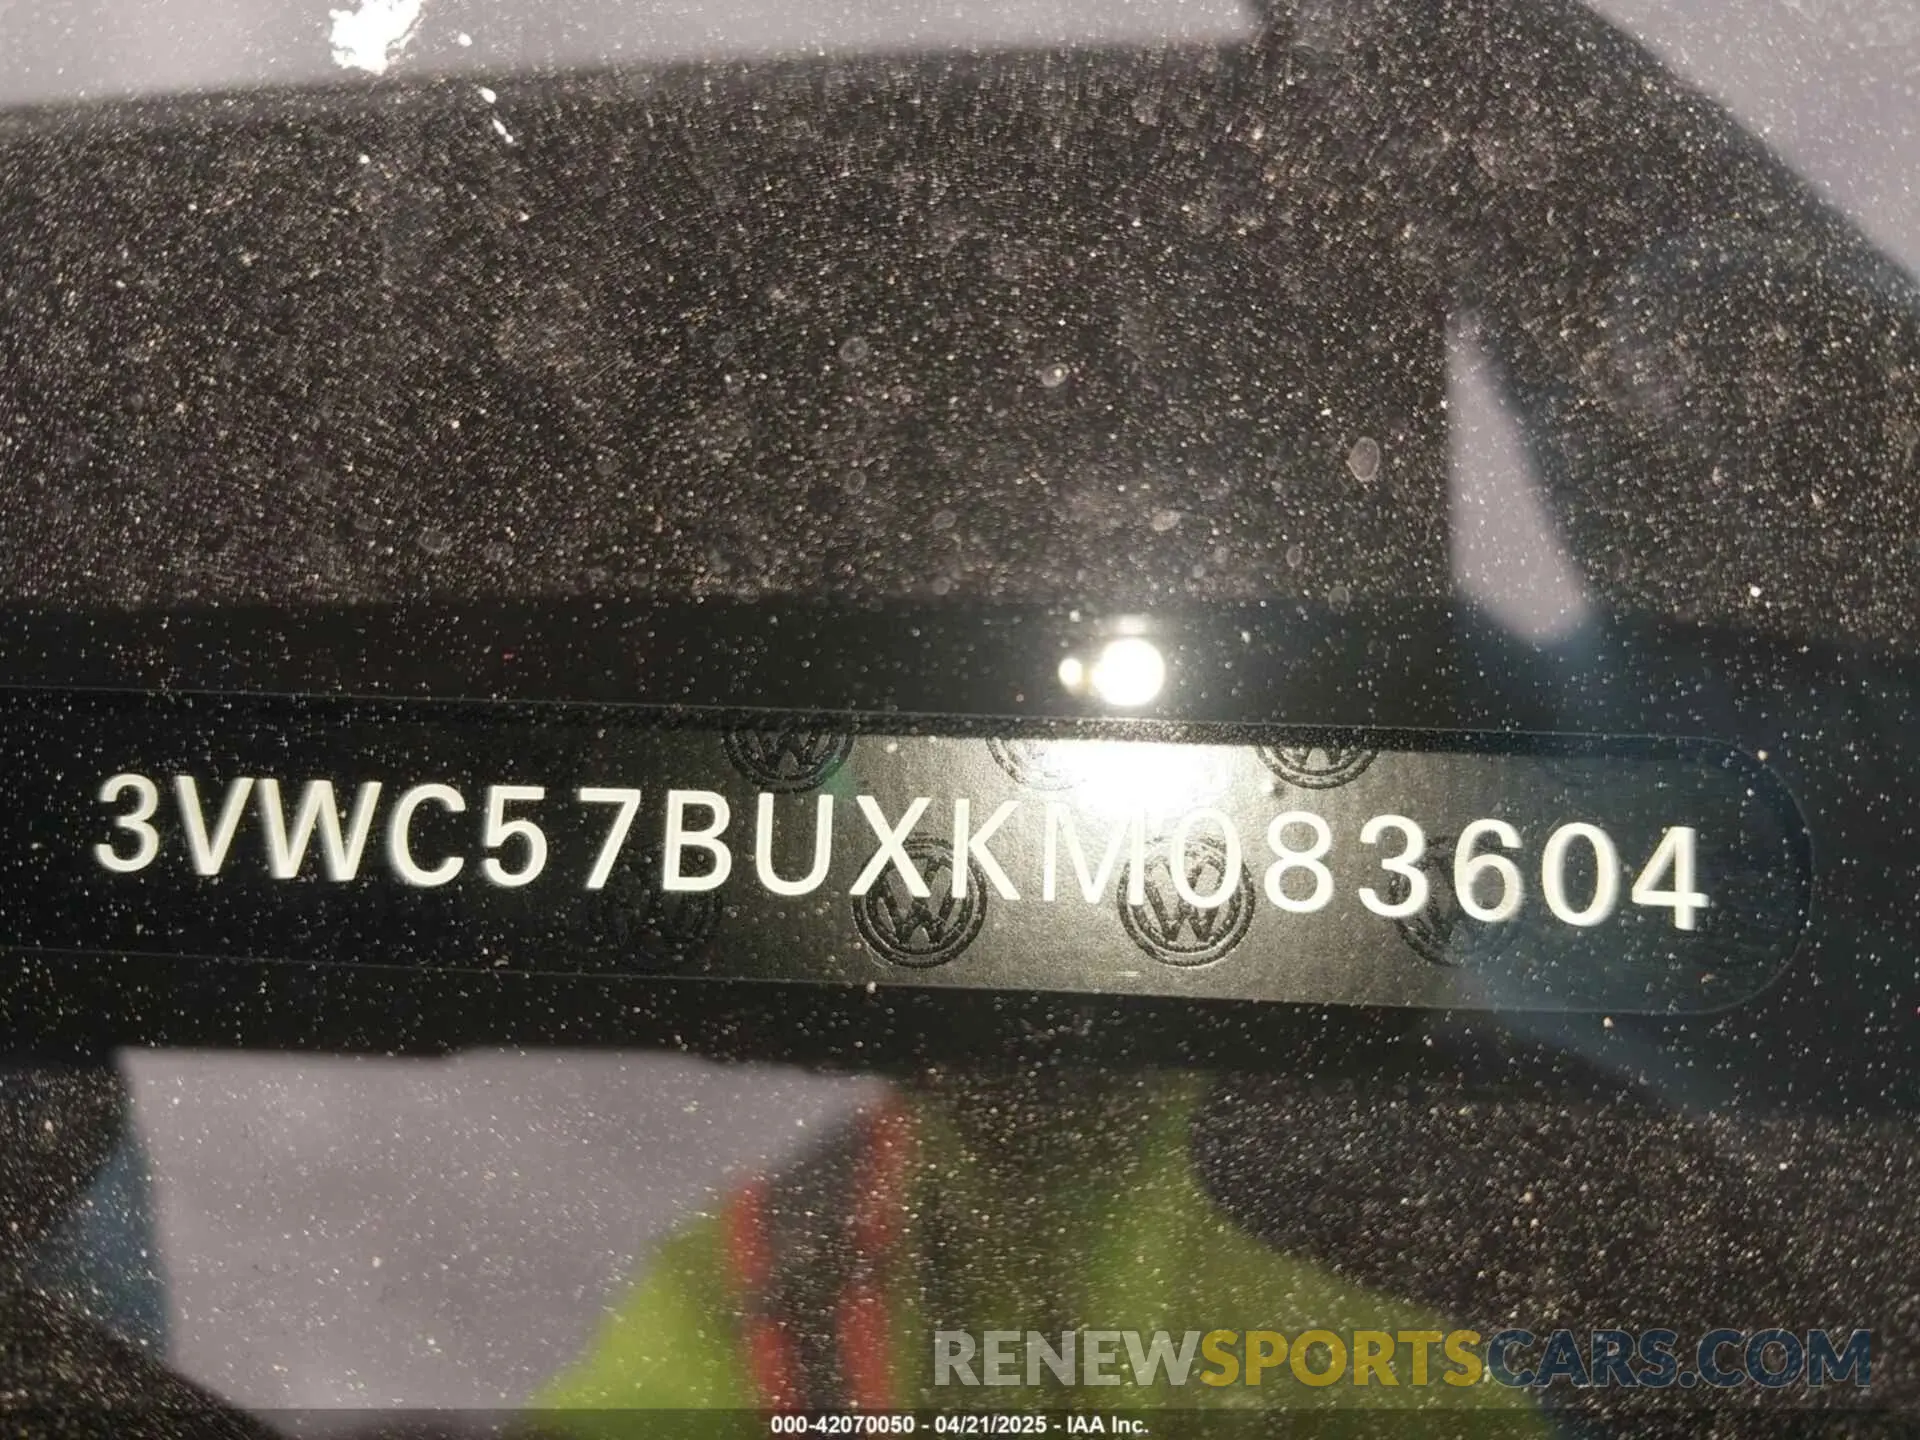 3VWC57BUXKM083604
RENEWSPORTSCARS.COM
000-42070050 - 04/21/2025 - IAA Inc.